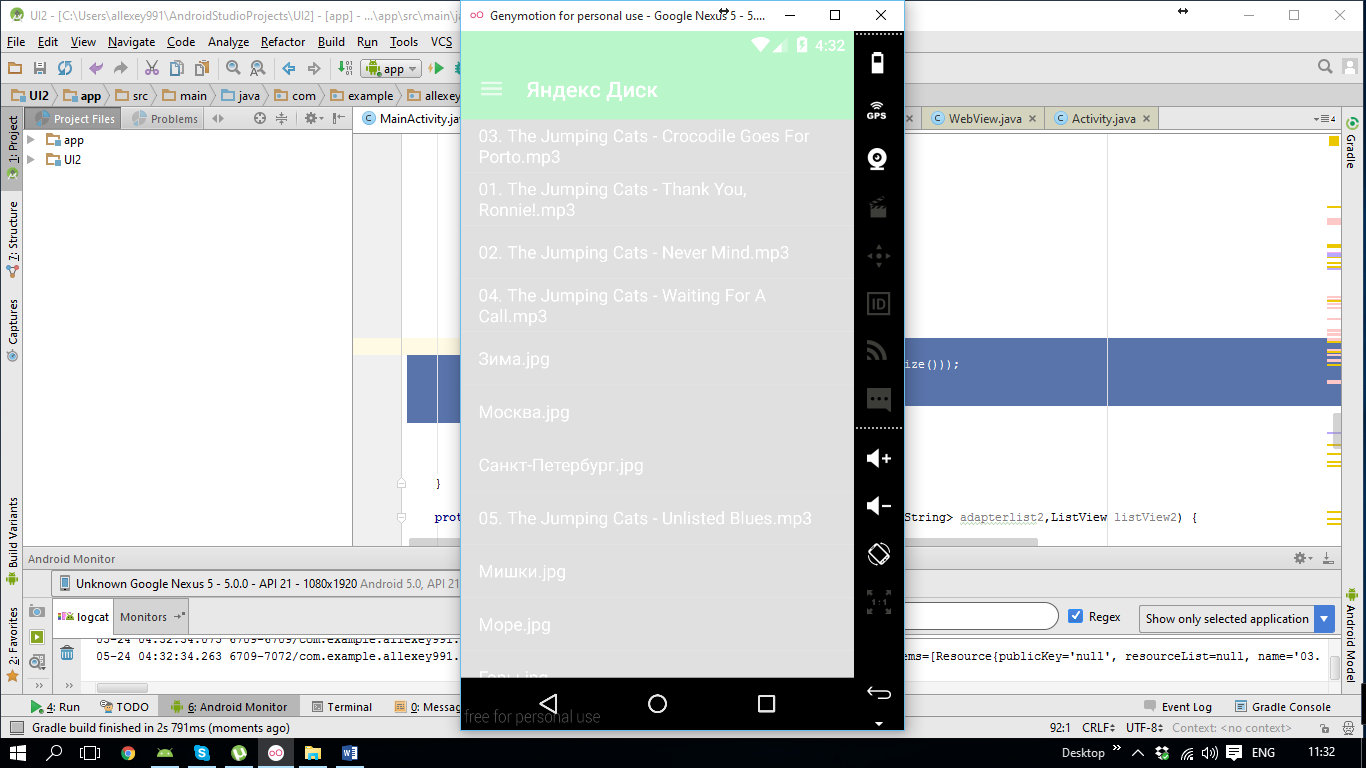 UI2 - [C:\Users\allexey991\AndroidStudioProjects\UI2] - [app] - ...\app\src\main\ja
Genymotion for personal use - Google Nexus 5 - 5....
File Edit View Navigate Code Analyze Refactor Build Run Tools VCS
4:32
app
Яндекс Диск
UI2 app src main java com example allexey
GPS
1: Project
Project Files Problems
MainActivity.java
WebView.java
Activity.java
4
Gradle
app
UI2
03. The Jumping Cats - Crocodile Goes For
Porto.mp3
01. The Jumping Cats - Thank You,
Ronnie!.mp3
02. The Jumping Cats - Never Mind.mp3
04. The Jumping Cats - Waiting For A
Call.mp3
Зима.jpg
Москва.jpg
Санкт-Петербург.jpg
05. The Jumping Cats - Unlisted Blues.mp3
Мишки.jpg
Море.jpg
ID
1:1
7: Structure
Captures
Build Variants
2: Favorites
ize()));
}
prot
String> adapterlist2,ListView listView2) {
Android Monitor
Unknown Google Nexus 5 - 5.0.0 - API 21 - 1080x1920 Android 5.0, API 21
logcat Monitors
Regex
Show only selected application
Android Model
05-24 04:32:34.073 6709-6709/com.example.allexey991.
05-24 04:32:34.263 6709-7072/com.example.allexey991.
ems=[Resource{publicKey='null', resourceList=null, name='03.
4: Run TODO 6: Android Monitor Terminal 0: Messa
Event Log Gradle Console
free for personal use
Gradle build finished in 2s 791ms (moments ago)
92:1 CRLF UTF-8 Context: <no context>
Desktop ENG 11:32